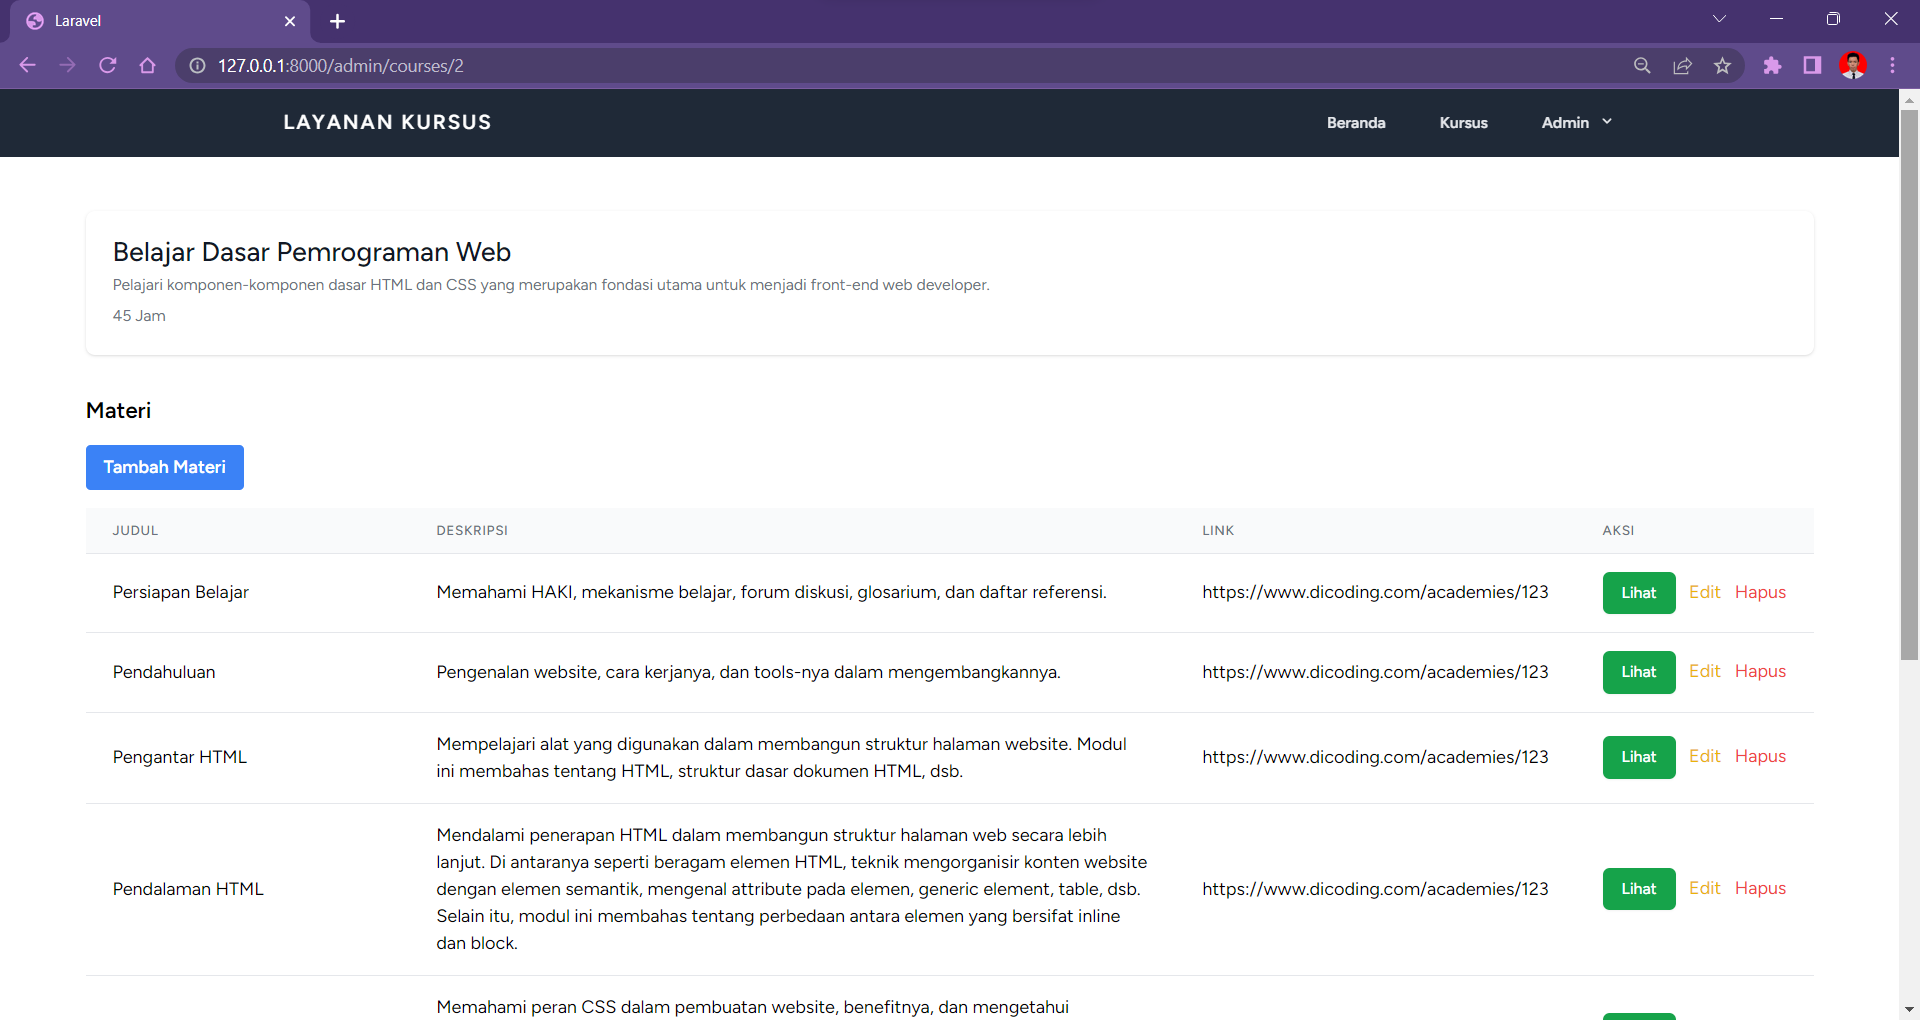 Laravel
127.0.0.1:8000/admin/courses/2
LAYANAN KURSUS
Beranda
Kursus
Admin
Belajar Dasar Pemrograman Web
Pelajari komponen-komponen dasar HTML dan CSS yang merupakan fondasi utama untuk menjadi front-end web developer.
45 Jam
Materi
Tambah Materi
JUDUL DESKRIPSI LINK AKSI
Persiapan Belajar
Memahami HAKI, mekanisme belajar, forum diskusi, glosarium, dan daftar referensi.
https://www.dicoding.com/academies/123
Lihat Edit Hapus
Pendahuluan
Pengenalan website, cara kerjanya, dan tools-nya dalam mengembangkannya.
https://www.dicoding.com/academies/123
Lihat Edit Hapus
Pengantar HTML
Mempelajari alat yang digunakan dalam membangun struktur halaman website. Modul
ini membahas tentang HTML, struktur dasar dokumen HTML, dsb.
https://www.dicoding.com/academies/123
Lihat Edit Hapus
Pendalaman HTML
Mendalami penerapan HTML dalam membangun struktur halaman web secara lebih
lanjut. Di antaranya seperti beragam elemen HTML, teknik mengorganisir konten website
dengan elemen semantik, mengenal attribute pada elemen, generic element, table, dsb.
Selain itu, modul ini membahas tentang perbedaan antara elemen yang bersifat inline
dan block.
https://www.dicoding.com/academies/123
Lihat Edit Hapus
Memahami peran CSS dalam pembuatan website, benefitnya, dan mengetahui